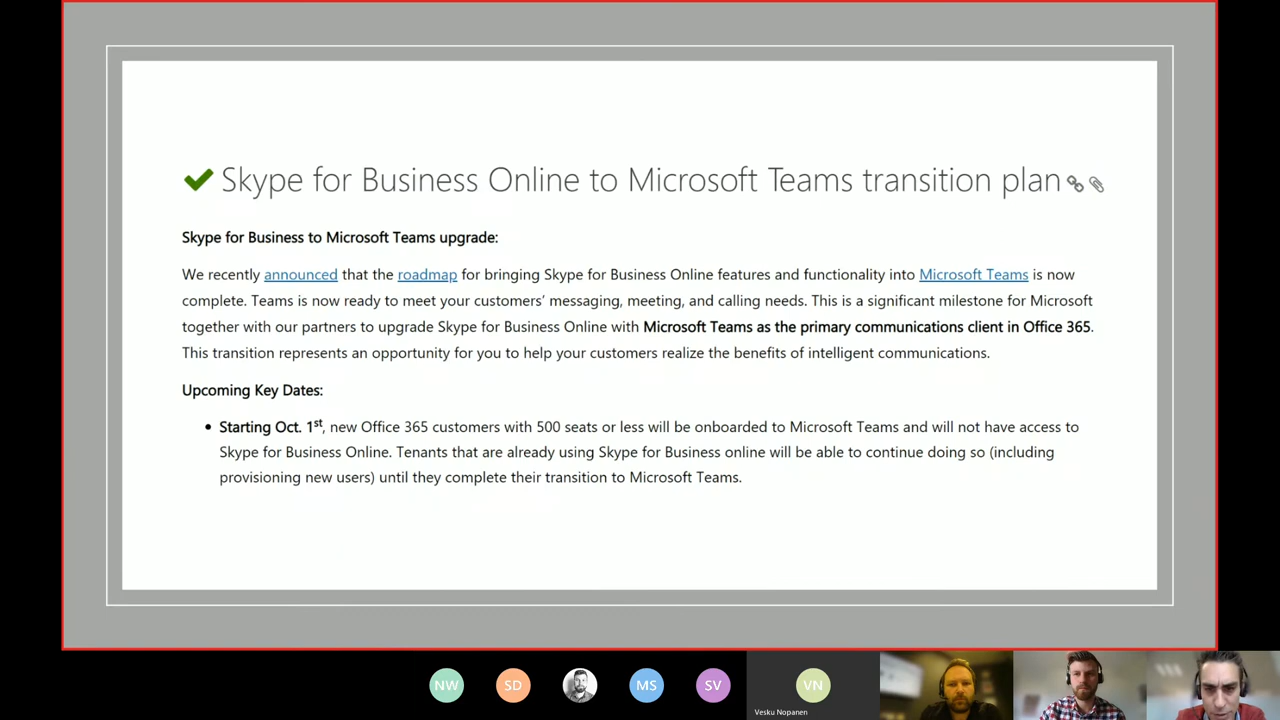 Skype for Business Online to Microsoft Teams transition plan
Skype for Business to Microsoft Teams upgrade:
We recently announced that the roadmap for bringing Skype for Business Online features and functionality into Microsoft Teams is now
complete. Teams is now ready to meet your customers’ messaging, meeting, and calling needs. This is a significant milestone for Microsoft
together with our partners to upgrade Skype for Business Online with Microsoft Teams as the primary communications client in Office 365.
This transition represents an opportunity for you to help your customers realize the benefits of intelligent communications.
Upcoming Key Dates:
• Starting Oct. 1st, new Office 365 customers with 500 seats or less will be onboarded to Microsoft Teams and will not have access to
Skype for Business Online. Tenants that are already using Skype for Business online will be able to continue doing so (including
provisioning new users) until they complete their transition to Microsoft Teams.
NW SD MS SV VN
Vesku Nopanen